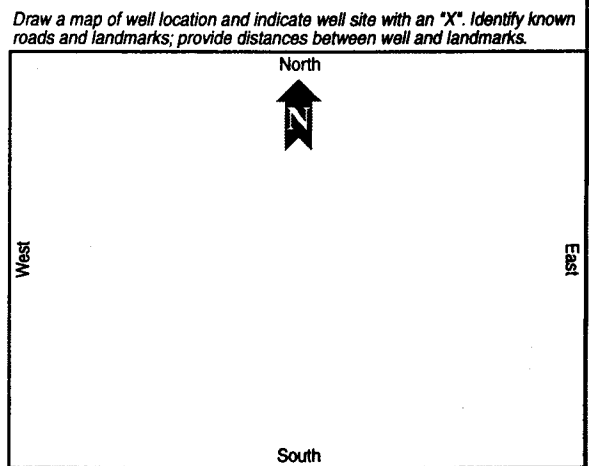 Draw a map of well location and indicate well site with an "X". Identify known
roads and landmarks; provide distances between well and landmarks.
North
N
West
East
South